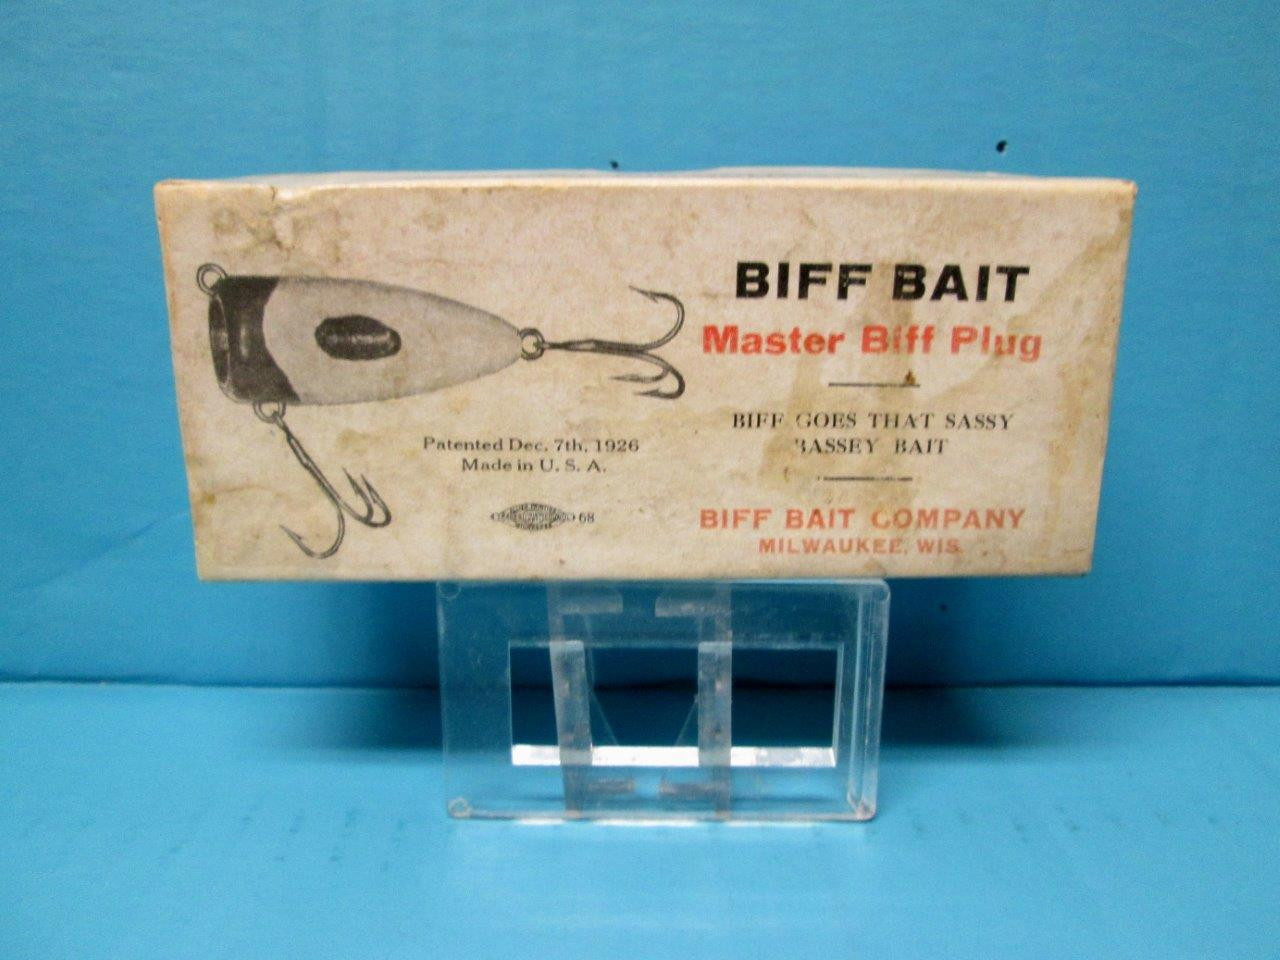 BIFF BAIT
Master Biff Plug
BIFF GOES THAT SASSY
BASSEY BAIT
BIFF BAIT COMPANY
MILWAUKEE, WIS.
Patented Dec. 7th, 1926
Made in U. S. A.
68